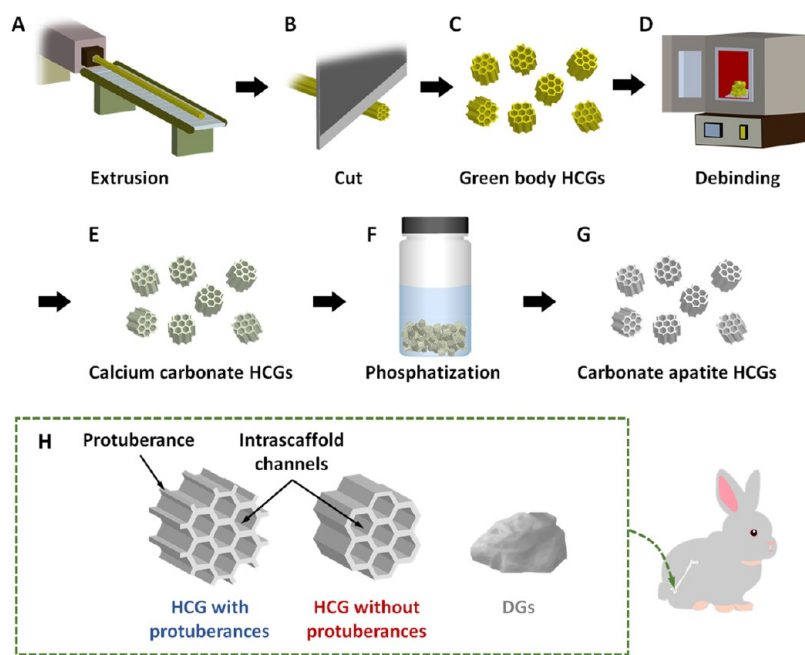 A
B
C
D
Extrusion
Cut
Green body HCGs
Debinding
E
F
G
Calcium carbonate HCGs
Phosphatization
Carbonate apatite HCGs
H
Protuberance
Intrascaffold
channels
HCG with
protuberances
HCG without
protuberances
DGs